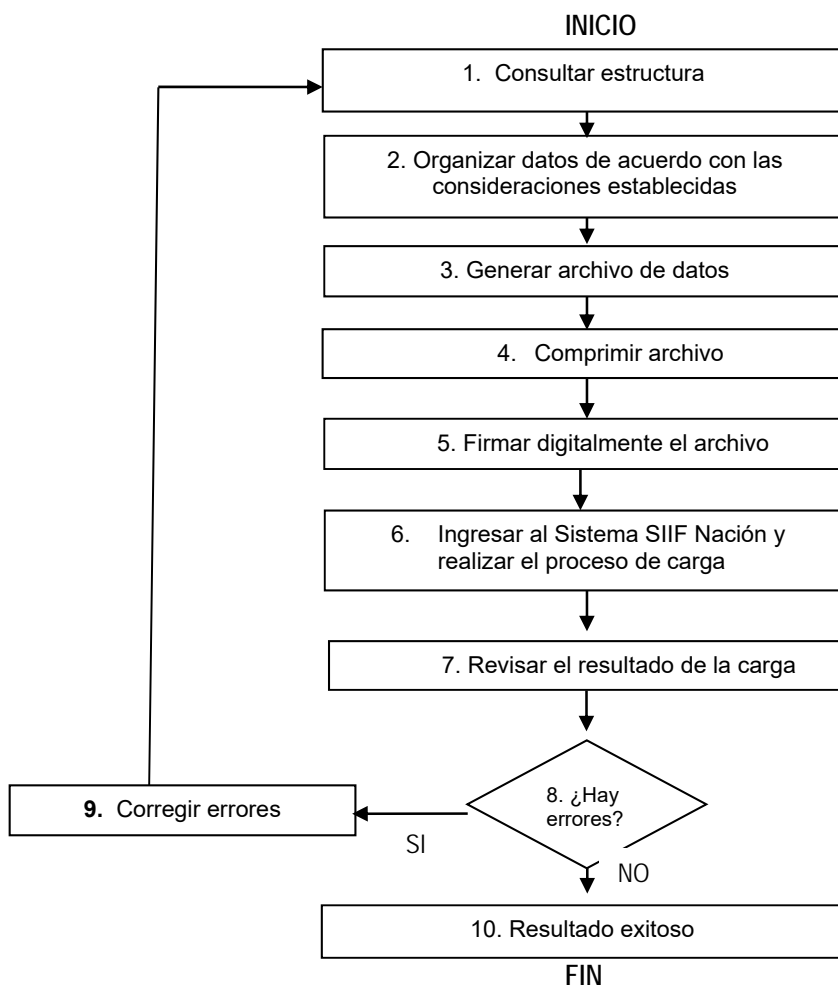 INICIO
1. Consultar estructura
2. Organizar datos de acuerdo con las
consideraciones establecidas
3. Generar archivo de datos
4. Comprimir archivo
5. Firmar digitalmente el archivo
6. Ingresar al Sistema SIIF Nación y
realizar el proceso de carga
7. Revisar el resultado de la carga
8. ¿Hay
errores?
9. Corregir errores
SI
NO
10. Resultado exitoso
FIN